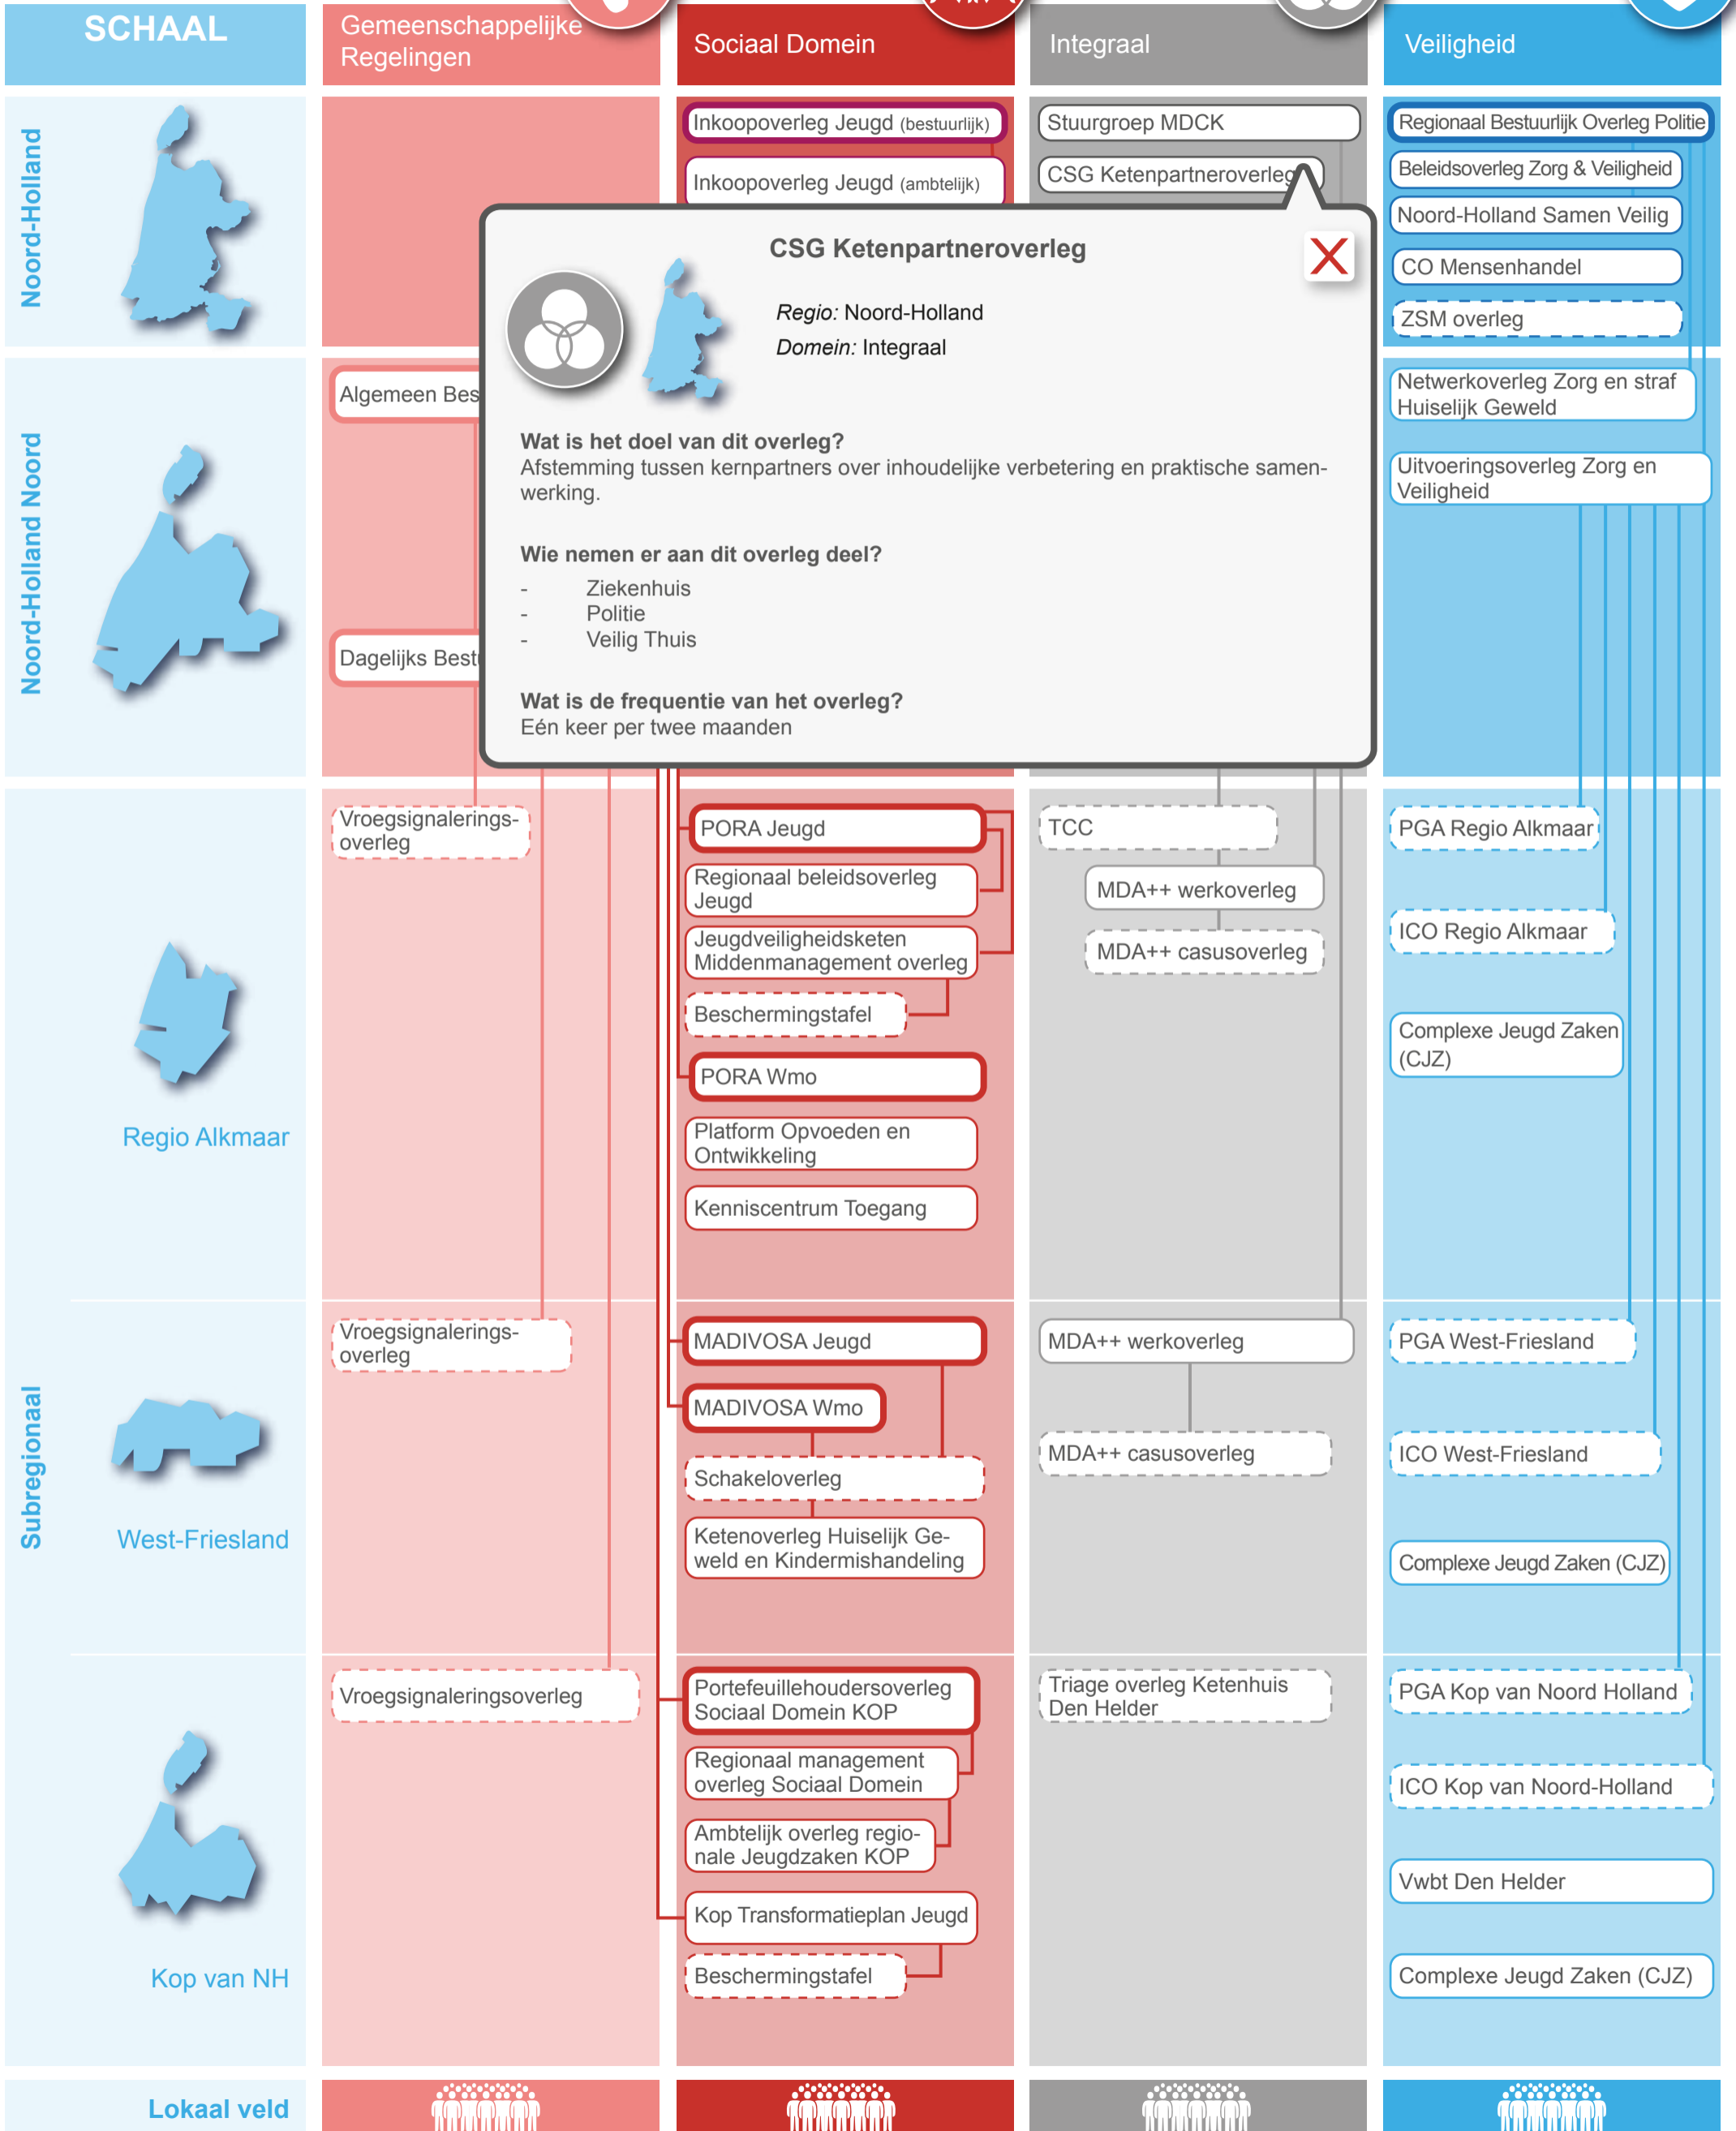 SCHAAL
Gemeenschappelijke
Regelingen
Sociaal Domein
Integraal
Veiligheid
Noord-Holland
Inkoopoverleg Jeugd (bestuurlijk)
Inkoopoverleg Jeugd (ambtelijk)
Stuurgroep MDCK
CSG Ketenpartneroverleg
Regionaal Bestuurlijk Overleg Politie
Beleidsoverleg Zorg & Veiligheid
Noord-Holland Samen Veilig
CO Mensenhandel
ZSM overleg
CSG Ketenpartneroverleg
X
Regio: Noord-Holland
Domein: Integraal
Wat is het doel van dit overleg?
Afstemming tussen kernpartners over inhoudelijke verbetering en praktische samen-
werking.
Wie nemen er aan dit overleg deel?
- Ziekenhuis
- Politie
- Veilig Thuis
Wat is de frequentie van het overleg?
Eén keer per twee maanden
Noord-Holland Noord
Algemeen Bes
Dagelijks Best
Netwerkoverleg Zorg en straf
Huiselijk Geweld
Uitvoeringsoverleg Zorg en
Veiligheid
Subregionaal
Regio Alkmaar
Vroegsignalerings-
overleg
PORA Jeugd
Regionaal beleidsoverleg
Jeugd
Jeugdveiligheidsketen
Middenmanagement overleg
Beschermingstafel
PORA Wmo
Platform Opvoeden en
Ontwikkeling
Kenniscentrum Toegang
TCC
MDA++ werkoverleg
MDA++ casusoverleg
PGA Regio Alkmaar
ICO Regio Alkmaar
Complexe Jeugd Zaken
(CJZ)
West-Friesland
Vroegsignalerings-
overleg
MADIVOSA Jeugd
MADIVOSA Wmo
Schakeloverleg
Ketenoverleg Huiselijk Ge-
weld en Kindermishandeling
MDA++ werkoverleg
MDA++ casusoverleg
PGA West-Friesland
ICO West-Friesland
Complexe Jeugd Zaken (CJZ)
Kop van NH
Vroegsignaleringsoverleg
Portefeuillehoudersoverleg
Sociaal Domein KOP
Regionaal management
overleg Sociaal Domein
Ambtelijk overleg regio-
nale Jeugdzaken KOP
Kop Transformatieplan Jeugd
Beschermingstafel
Triage overleg Ketenhuis
Den Helder
PGA Kop van Noord Holland
ICO Kop van Noord-Holland
Vwbt Den Helder
Complexe Jeugd Zaken (CJZ)
Lokaal veld